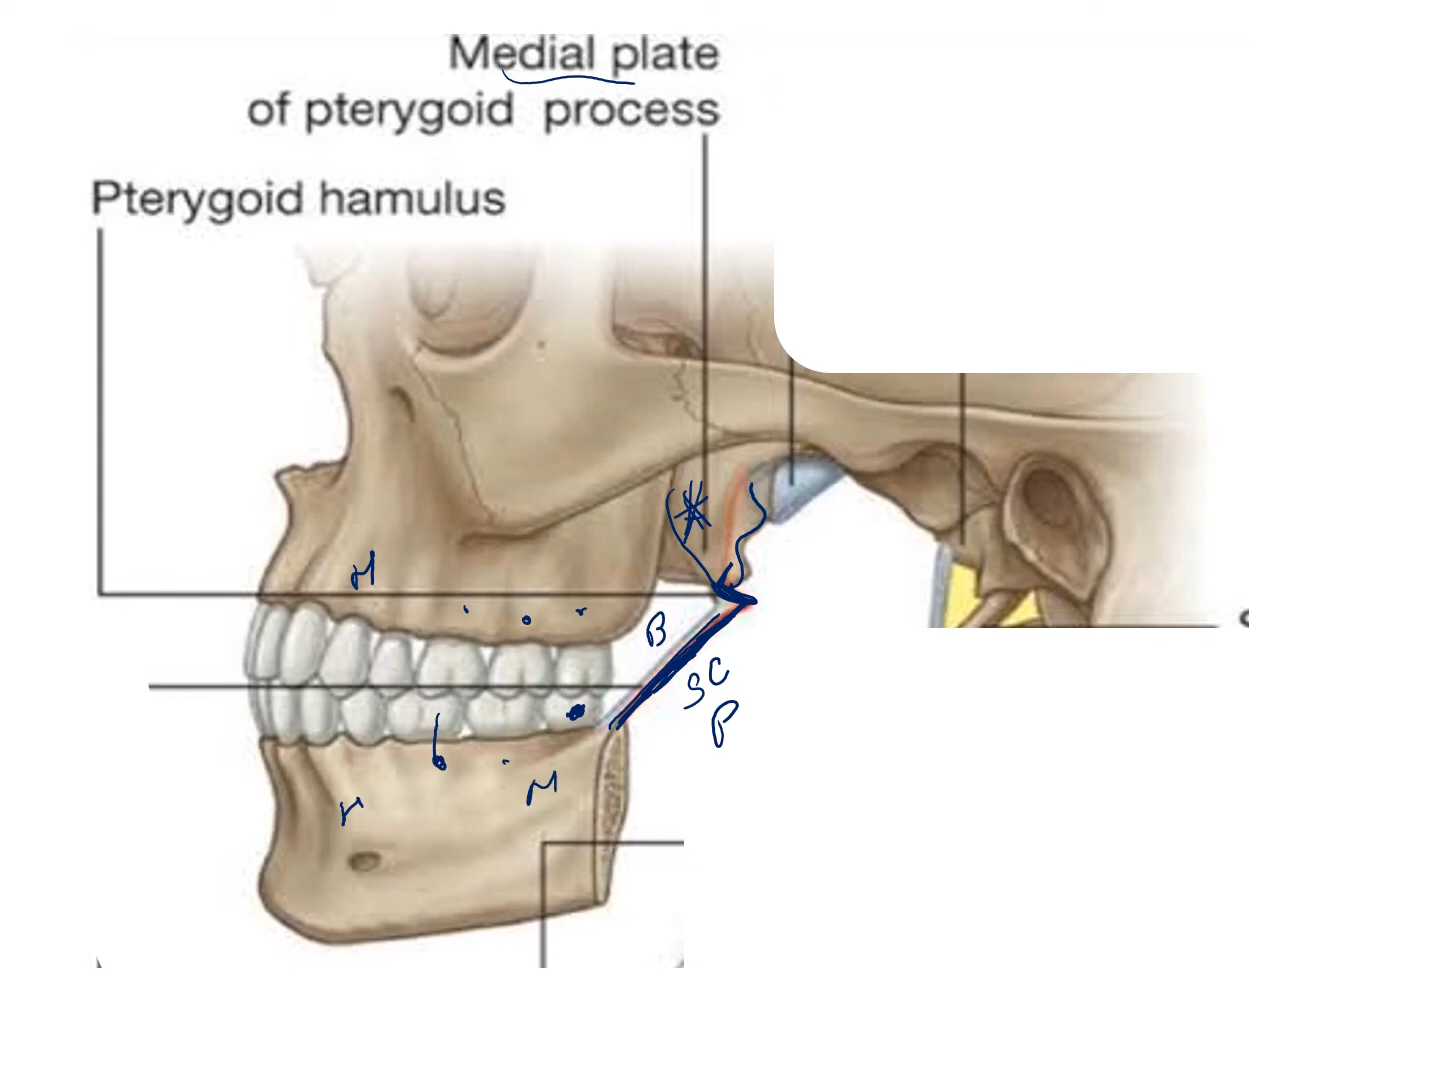 Medial plate
of pterygoid process
Pterygoid hamulus
M
B
SC
P
M